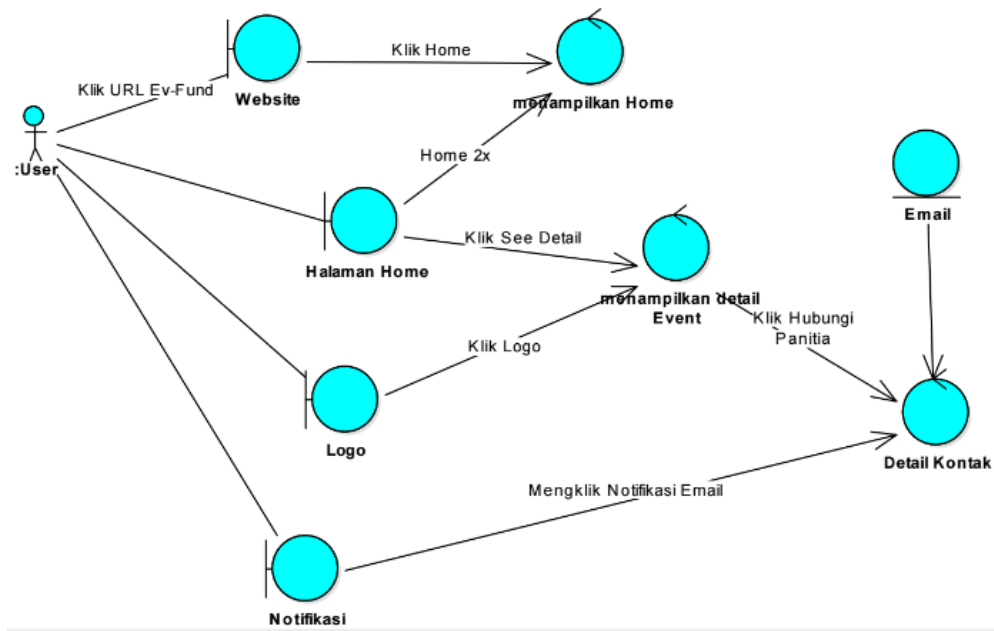 Klik Home
Klik URL Ev-Fund
Website
menampilkan Home
:User
Home 2x
Email
Klik See Detail
Halaman Home
menampilkan detail
Event
Klik Hubungi
Panitia
Klik Logo
Logo
Detail Kontak
Mengklik Notifikasi Email
Notifikasi